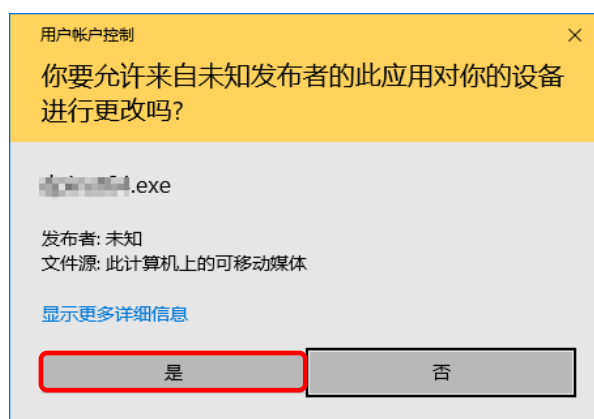 用户帐户控制
你要允许来自未知发布者的此应用对你的设备
进行更改吗?
.exe
发布者: 未知
文件源: 此计算机上的可移动媒体
显示更多详细信息
是
否